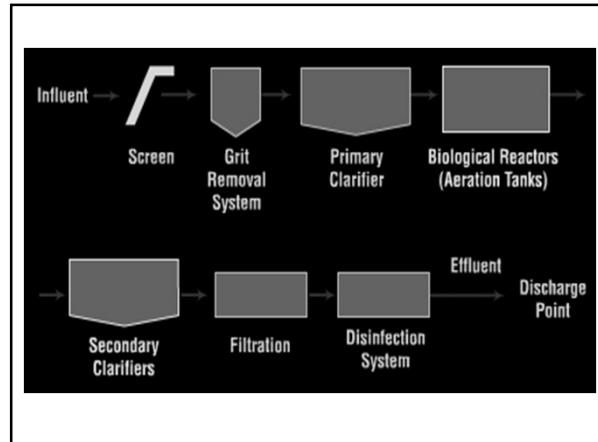 Influent
Screen
Grit
Removal
System
Primary
Clarifier
Biological Reactors
(Aeration Tanks)
Secondary
Clarifiers
Filtration
Disinfection
System
Effluent
Discharge
Point